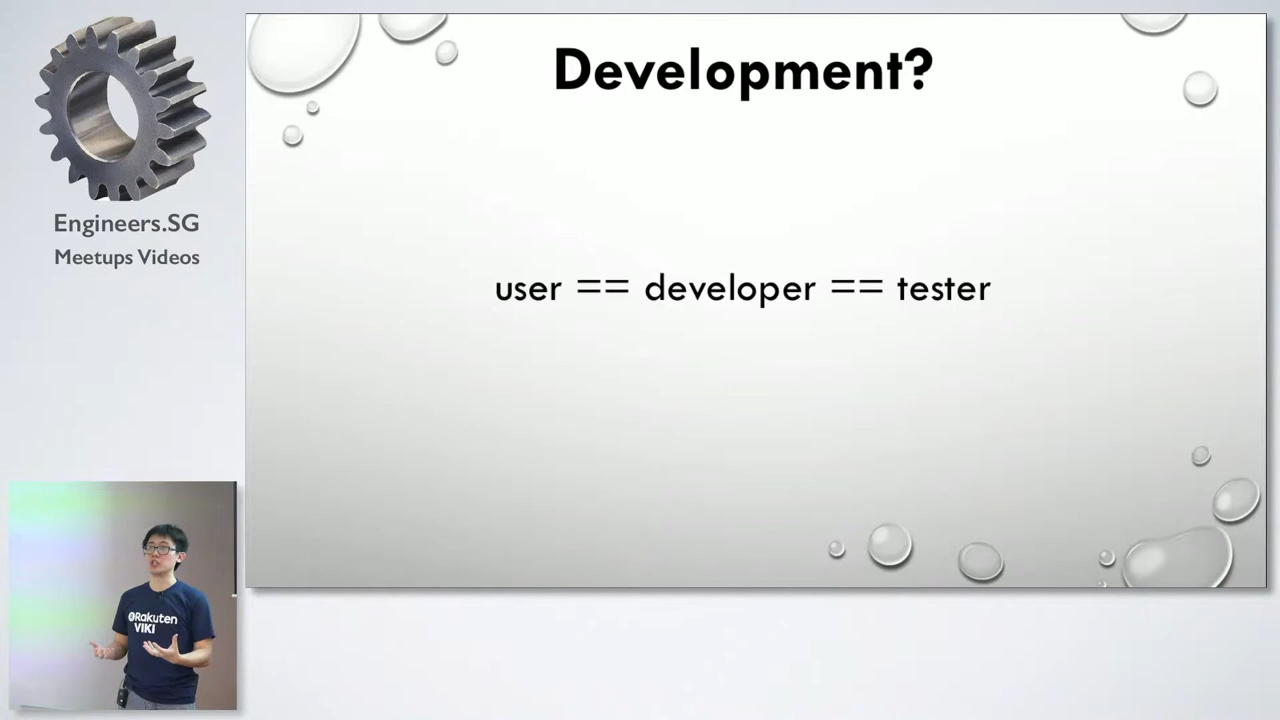 Development?
user == developer == tester
Engineers.SG
Meetups Videos
Rakuten
VIKI